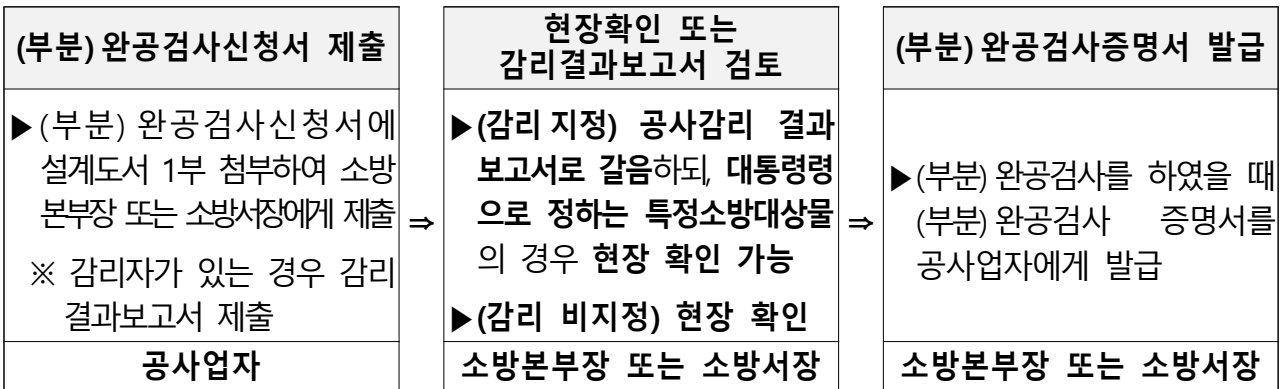 (부분) 완공검사신청서 제출
▶(부분) 완공검사신청서에
설계도서 1부 첨부하여 소방
본부장 또는 소방서장에게 제출
※ 감리자가 있는 경우 감리
결과보고서 제출
공사업자
⇒
현장확인 또는
감리결과보고서 검토
▶(감리 지정) 공사감리 결과
보고서로 갈음하되, 대통령령
으로 정하는 특정소방대상물
의 경우 현장 확인 가능
▶(감리 비지정) 현장 확인
소방본부장 또는 소방서장
⇒
(부분) 완공검사증명서 발급
▶(부분) 완공검사를 하였을 때
(부분) 완공검사 증명서를
공사업자에게 발급
소방본부장 또는 소방서장